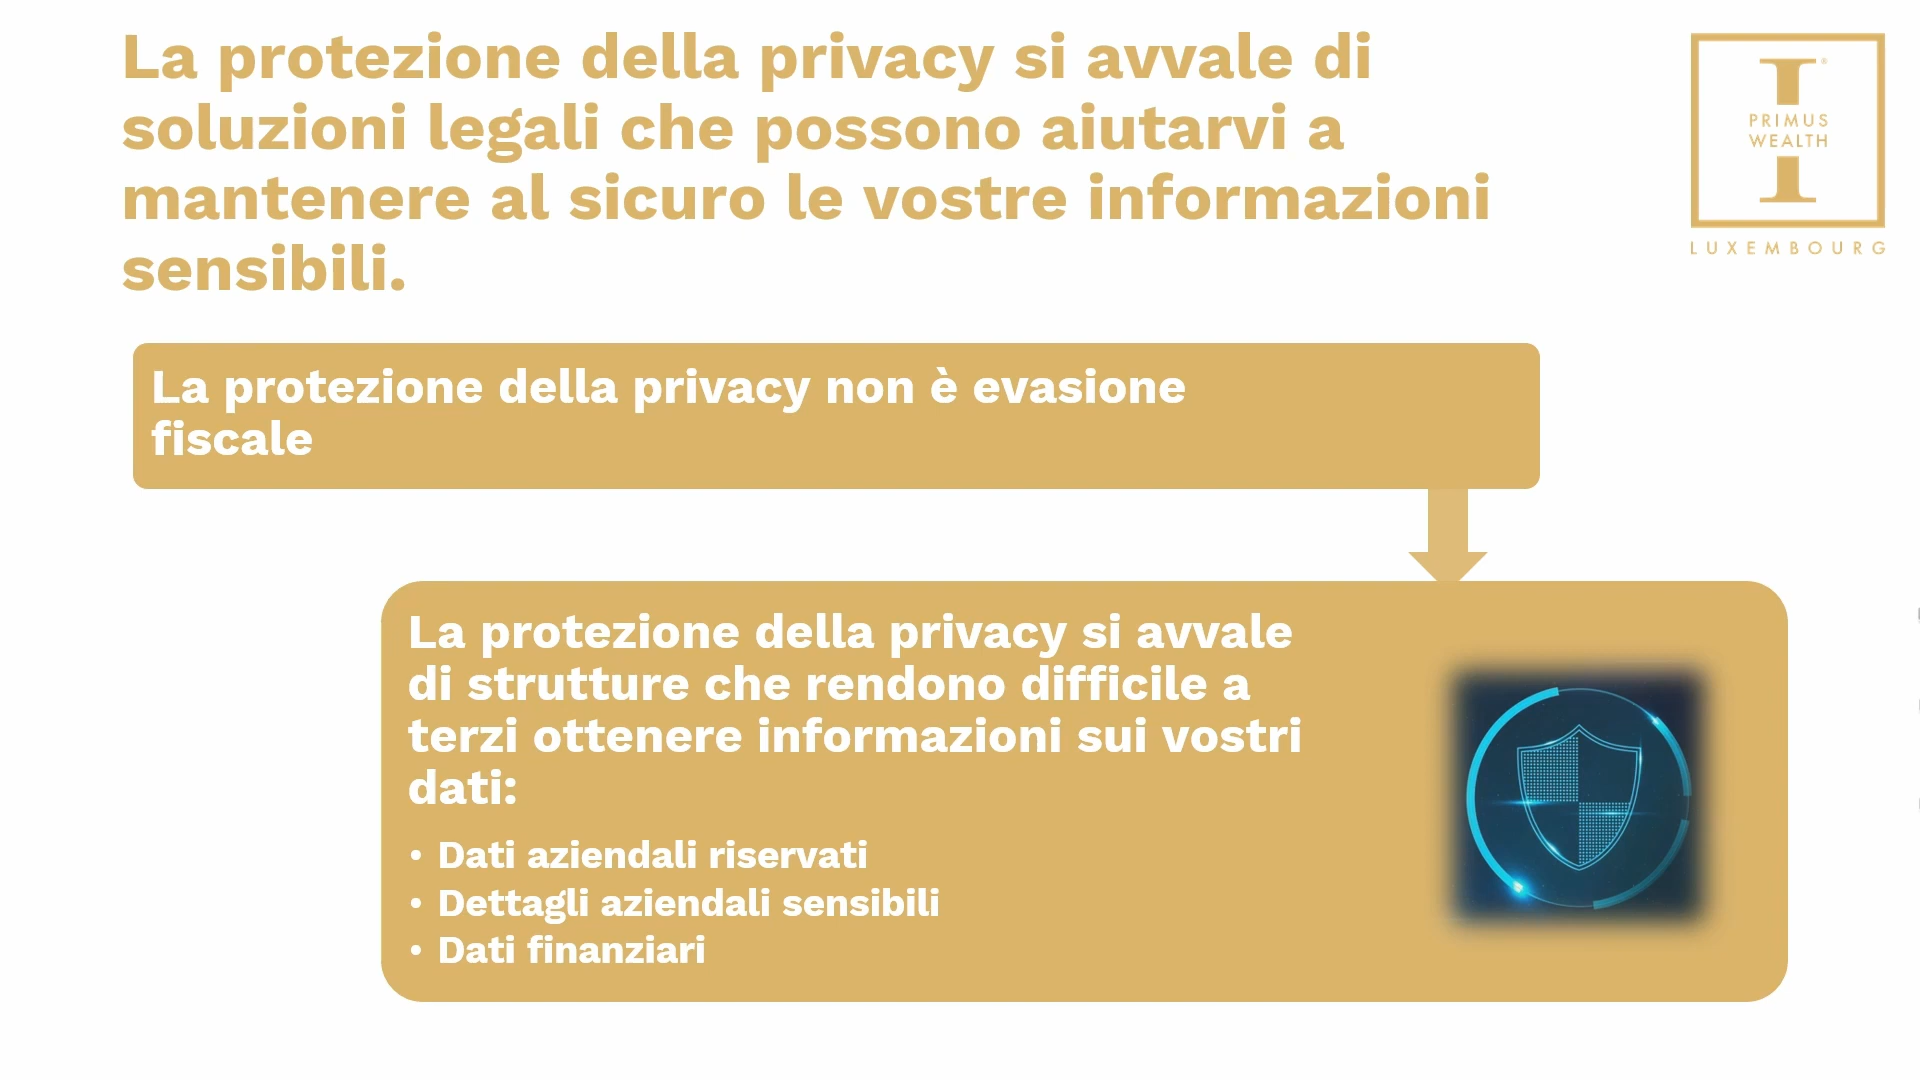 La protezione della privacy si avvale di
soluzioni legali che possono aiutarvi a
mantenere al sicuro le vostre informazioni
sensibili.
PRIMUS
WEALTH
LUXEMBOURG
La protezione della privacy non è evasione
fiscale
La protezione della privacy si avvale
di strutture che rendono difficile a
terzi ottenere informazioni sui vostri
dati:
• Dati aziendali riservati
• Dettagli aziendali sensibili
• Dati finanziari